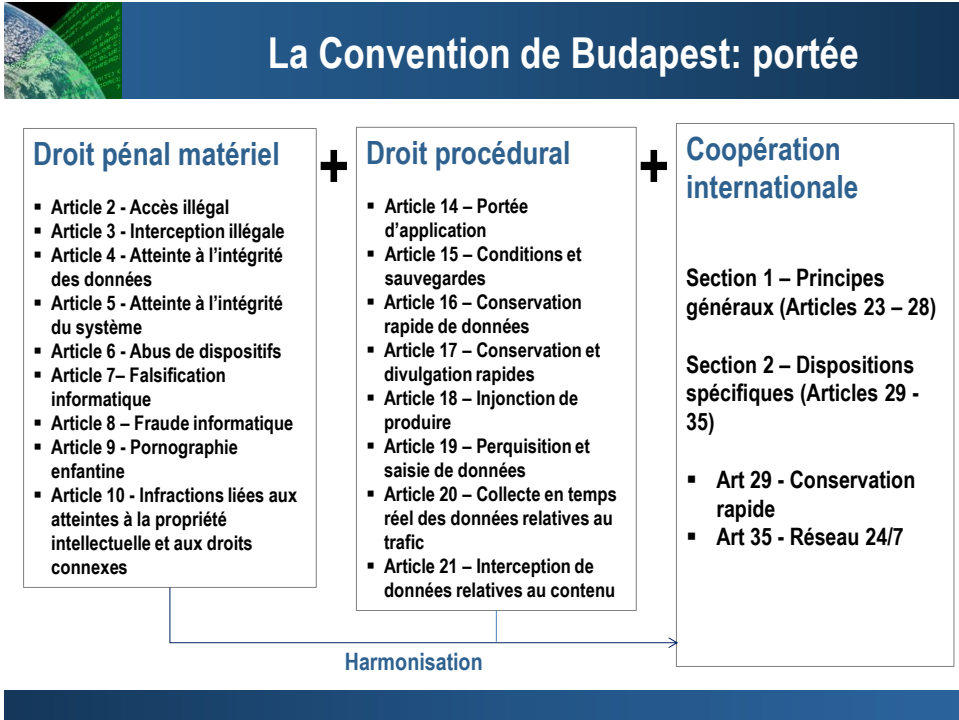 La Convention de Budapest: portée
Droit pénal matériel
▪ Article 2 - Accès illégal
▪ Article 3 - Interception illégale
▪ Article 4 - Atteinte à l’intégrité
des données
▪ Article 5 - Atteinte à l’intégrité
du système
▪ Article 6 - Abus de dispositifs
▪ Article 7– Falsification
informatique
▪ Article 8 – Fraude informatique
▪ Article 9 - Pornographie
enfantine
▪ Article 10 - Infractions liées aux
atteintes à la propriété
intellectuelle et aux droits
connexes
+
Droit procédural
▪ Article 14 – Portée
d’application
▪ Article 15 – Conditions et
sauvegardes
▪ Article 16 – Conservation
rapide de données
▪ Article 17 – Conservation et
divulgation rapides
▪ Article 18 – Injonction de
produire
▪ Article 19 – Perquisition et
saisie de données
▪ Article 20 – Collecte en temps
réel des données relatives au
trafic
▪ Article 21 – Interception de
données relatives au contenu
+
Coopération
internationale
Section 1 – Principes
généraux (Articles 23 – 28)
Section 2 – Dispositions
spécifiques (Articles 29 -
35)
▪ Art 29 - Conservation
rapide
▪ Art 35 - Réseau 24/7
Harmonisation